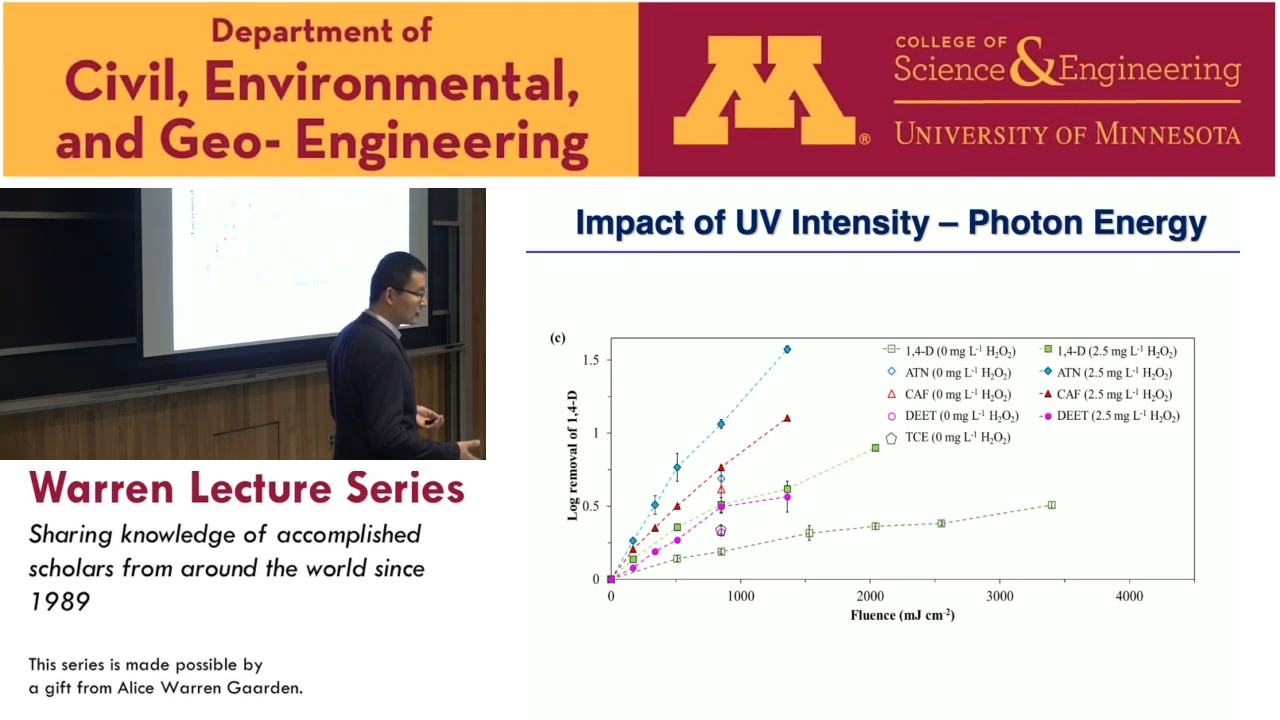 Department of
Civil, Environmental,
and Geo- Engineering
COLLEGE OF
Science & Engineering
UNIVERSITY OF MINNESOTA
®
Impact of UV Intensity – Photon Energy
(c)
Log removal of 1,4-D
1.5
1
0.5
0
0 1000 2000 3000 4000
Fluence (mJ cm⁻²)
1,4-D (0 mg L⁻¹ H₂O₂) 1,4-D (2.5 mg L⁻¹ H₂O₂)
ATN (0 mg L⁻¹ H₂O₂) ATN (2.5 mg L⁻¹ H₂O₂)
CAF (0 mg L⁻¹ H₂O₂) CAF (2.5 mg L⁻¹ H₂O₂)
DEET (0 mg L⁻¹ H₂O₂) DEET (2.5 mg L⁻¹ H₂O₂)
TCE (0 mg L⁻¹ H₂O₂)
Warren Lecture Series
Sharing knowledge of accomplished
scholars from around the world since
1989
This series is made possible by
a gift from Alice Warren Gaarden.